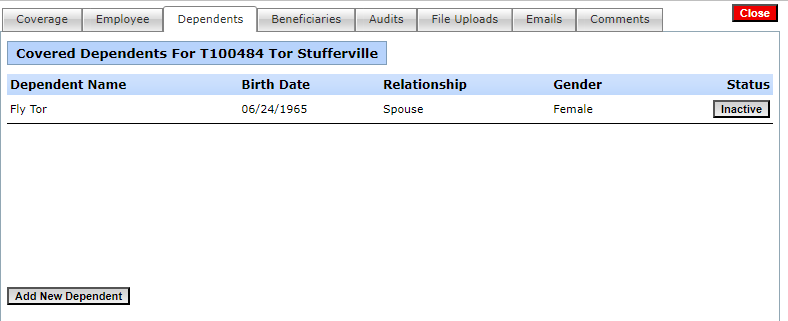 Coverage Employee Dependents Beneficiaries Audits File Uploads Emails Comments Close
Covered Dependents For T100484 Tor Stufferville
Dependent Name Birth Date Relationship Gender Status
Fly Tor 06/24/1965 Spouse Female Inactive
Add New Dependent